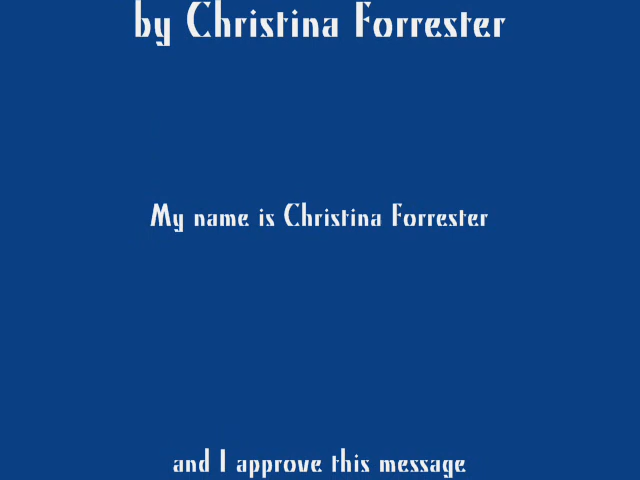 by Christina Forrester
My name is Christina Forrester
and I approve this message